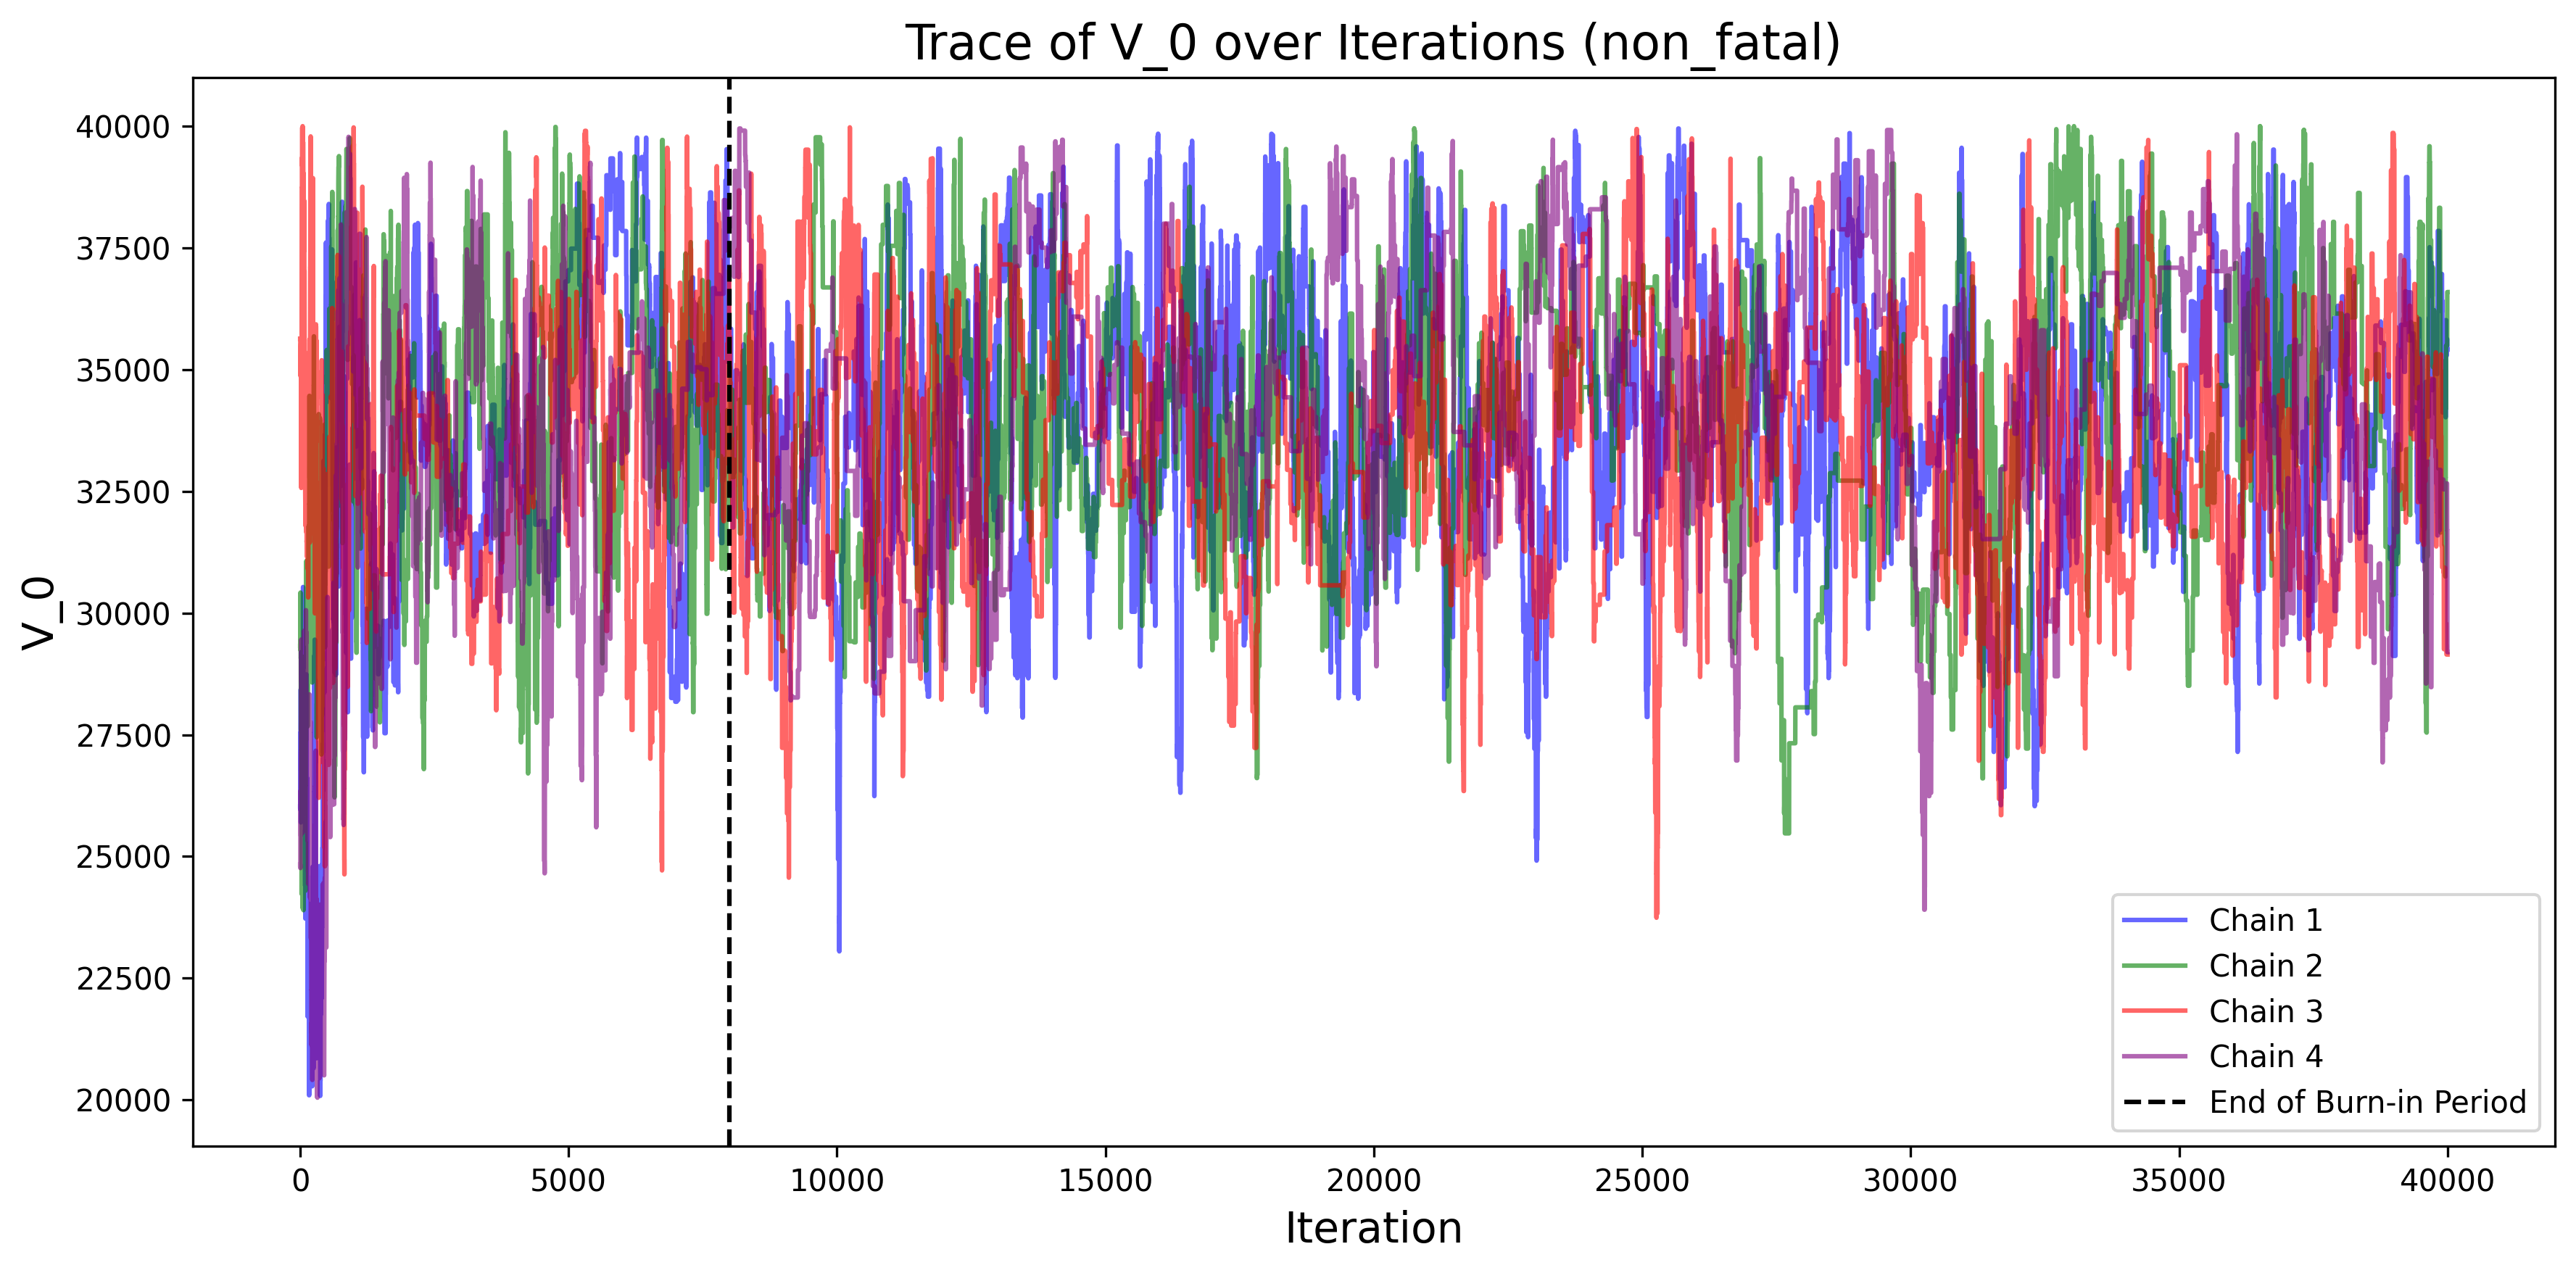 Trace of V_0 over Iterations (non_fatal)
V_0
40000
37500
35000
32500
30000
27500
25000
22500
20000
0 5000 10000 15000 20000 25000 30000 35000 40000
Iteration
Chain 1
Chain 2
Chain 3
Chain 4
End of Burn-in Period